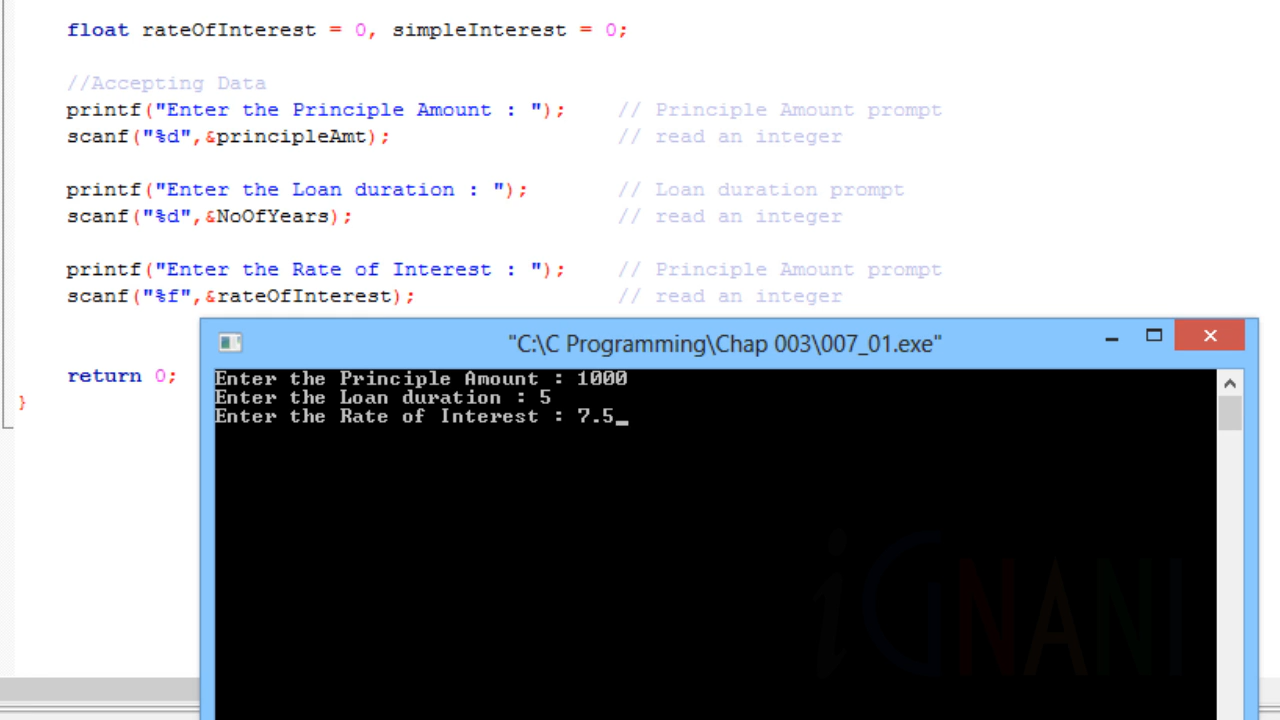 float rateOfInterest = 0, simpleInterest = 0;
//Accepting Data
printf("Enter the Principle Amount : ");    // Principle Amount prompt
scanf("%d",&principleAmt);    // read an integer
printf("Enter the Loan duration : ");    // Loan duration prompt
scanf("%d",&NoOfYears);    // read an integer
printf("Enter the Rate of Interest : ");    // Principle Amount prompt
scanf("%f",&rateOfInterest);    // read an integer
return 0;
}
"C:\C Programming\Chap 003\007_01.exe"
Enter the Principle Amount : 1000
Enter the Loan duration : 5
Enter the Rate of Interest : 7.5_
iGNANI